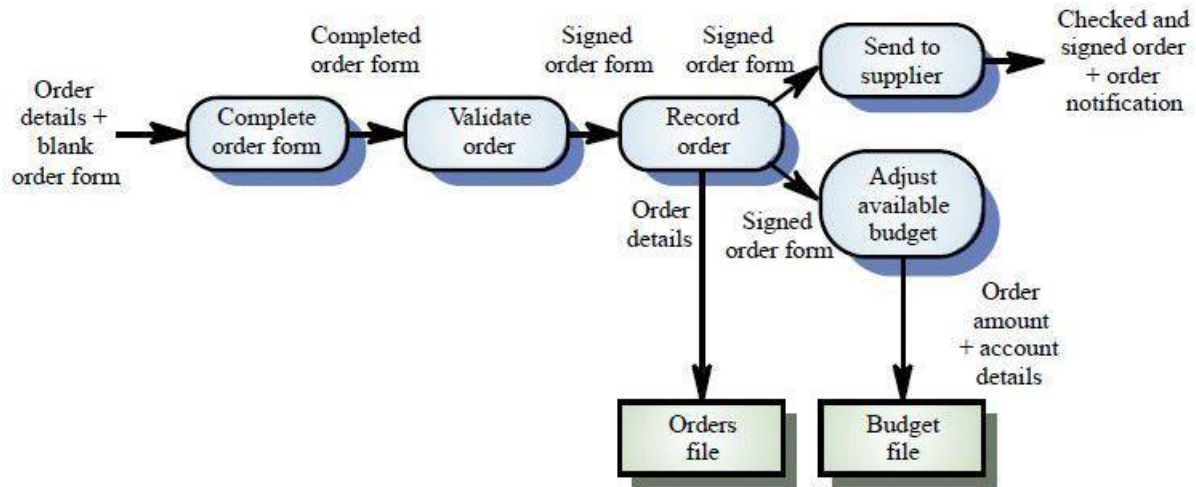 Order
details +
blank
order form
Complete
order form
Completed
order form
Validate
order
Signed
order form
Record
order
Signed
order form
Send to
supplier
Checked and
signed order
+ order
notification
Order
details
Signed
order form
Adjust
available
budget
Order
amount
+ account
details
Orders
file
Budget
file